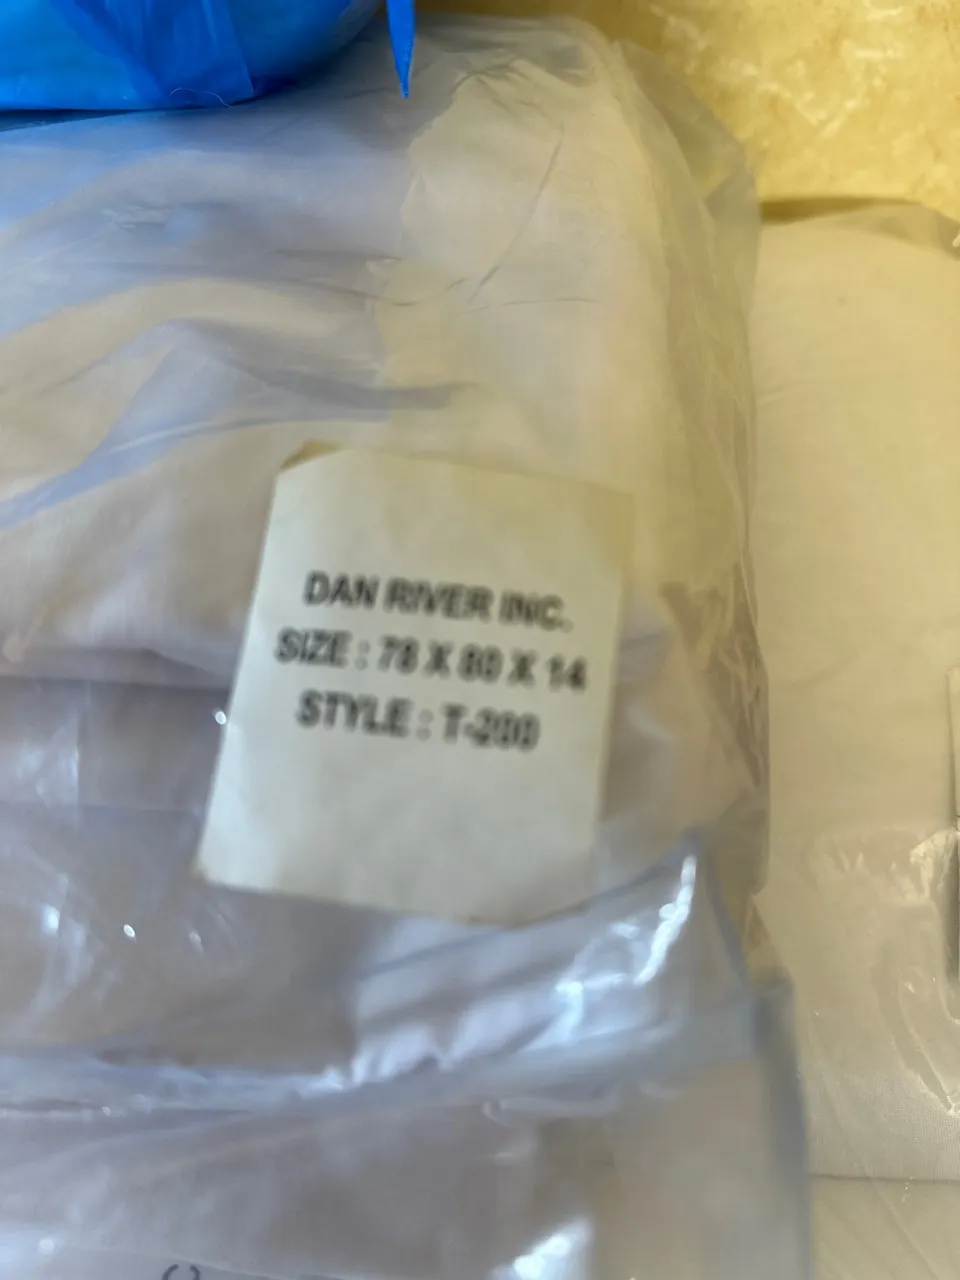 DAN RIVER INC.
SIZE : 78 X 80 X 14
STYLE : T-200